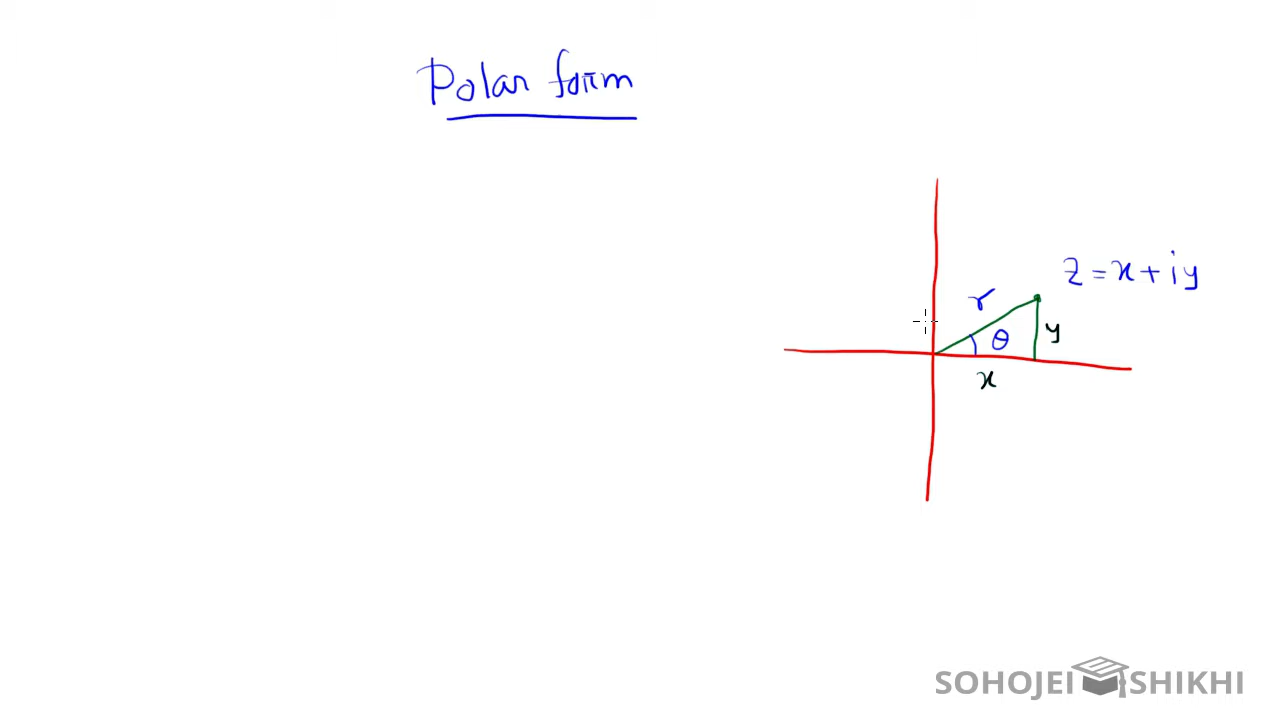 Polar form
z = x + iy
r
θ
y
x
SOHOJEI SHIKHI